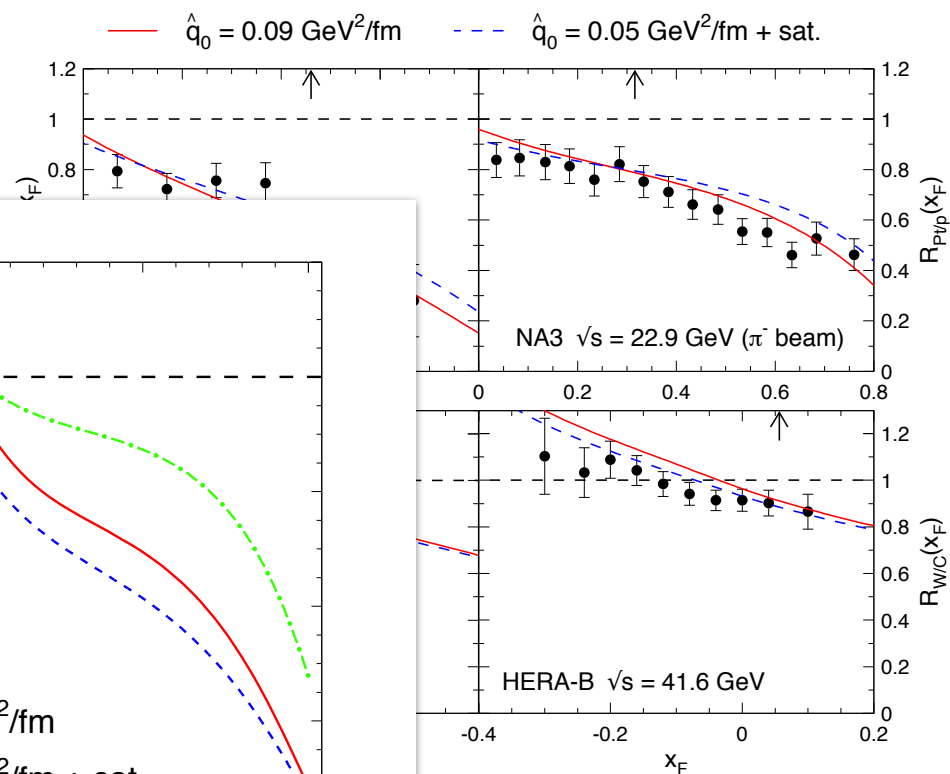 q̂₀ = 0.09 GeV²/fm    q̂₀ = 0.05 GeV²/fm + sat.
1.2
1
0.8
1.2
1
0.8
0.6
0.4
0.2
0
R_Pt/p(x_F)
NA3 √s = 22.9 GeV (π⁻ beam)
0 0.2 0.4 0.6 0.8
1.2
1
0.8
0.6
0.4
0.2
0
R_W/C(x_F)
HERA-B √s = 41.6 GeV
-0.4 -0.2 0 0.2
x_F
²/fm
²/fm + sat